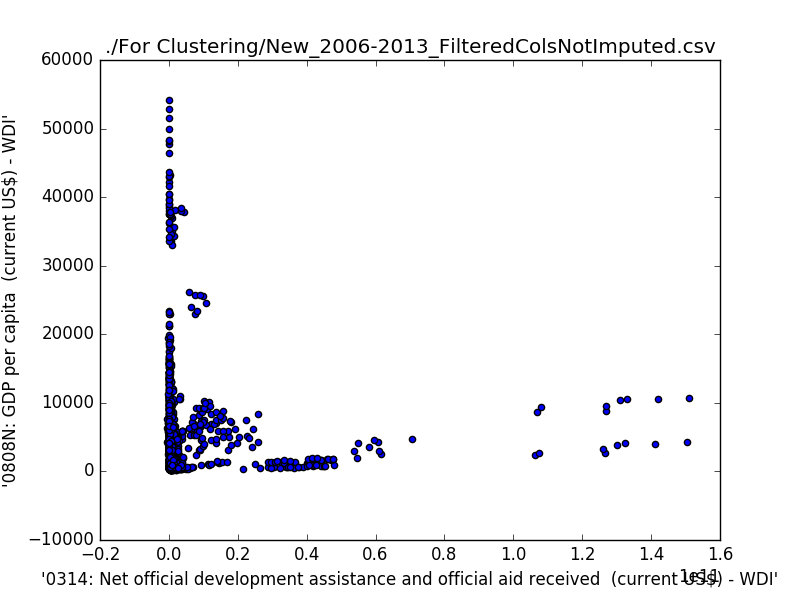 ./For Clustering/New_2006-2013_FilteredColsNotImputed.csv
60000
50000
40000
30000
20000
10000
0
−10000
'0808N: GDP per capita (current US$) - WDI'
−0.2 0.0 0.2 0.4 0.6 0.8 1.0 1.2 1.4 1.6
1e11
'0314: Net official development assistance and official aid received (current US$) - WDI'